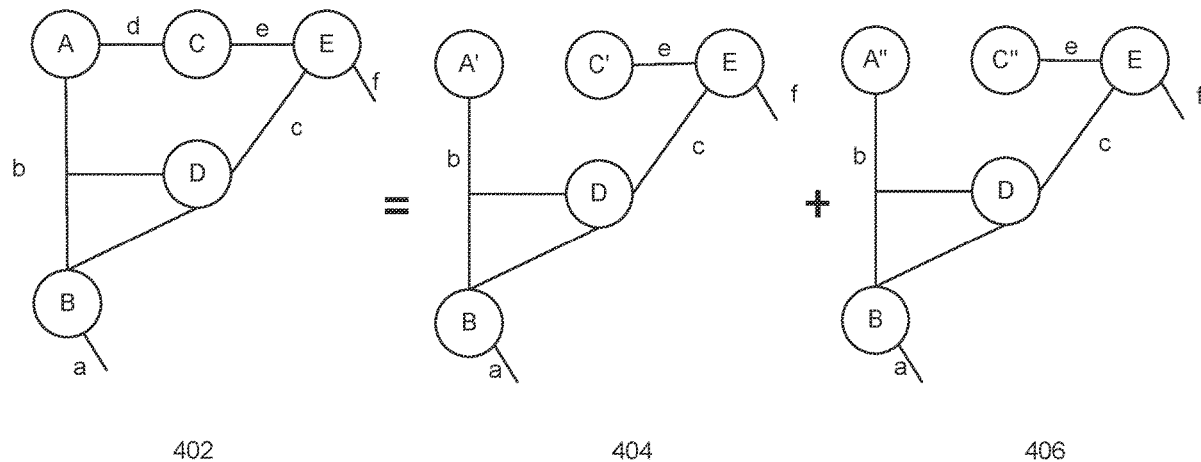 d e e e
A C E A' C' E A" C" E
f f f
c c c
b D b D b D
= +
B B B
a a a
402 404 406